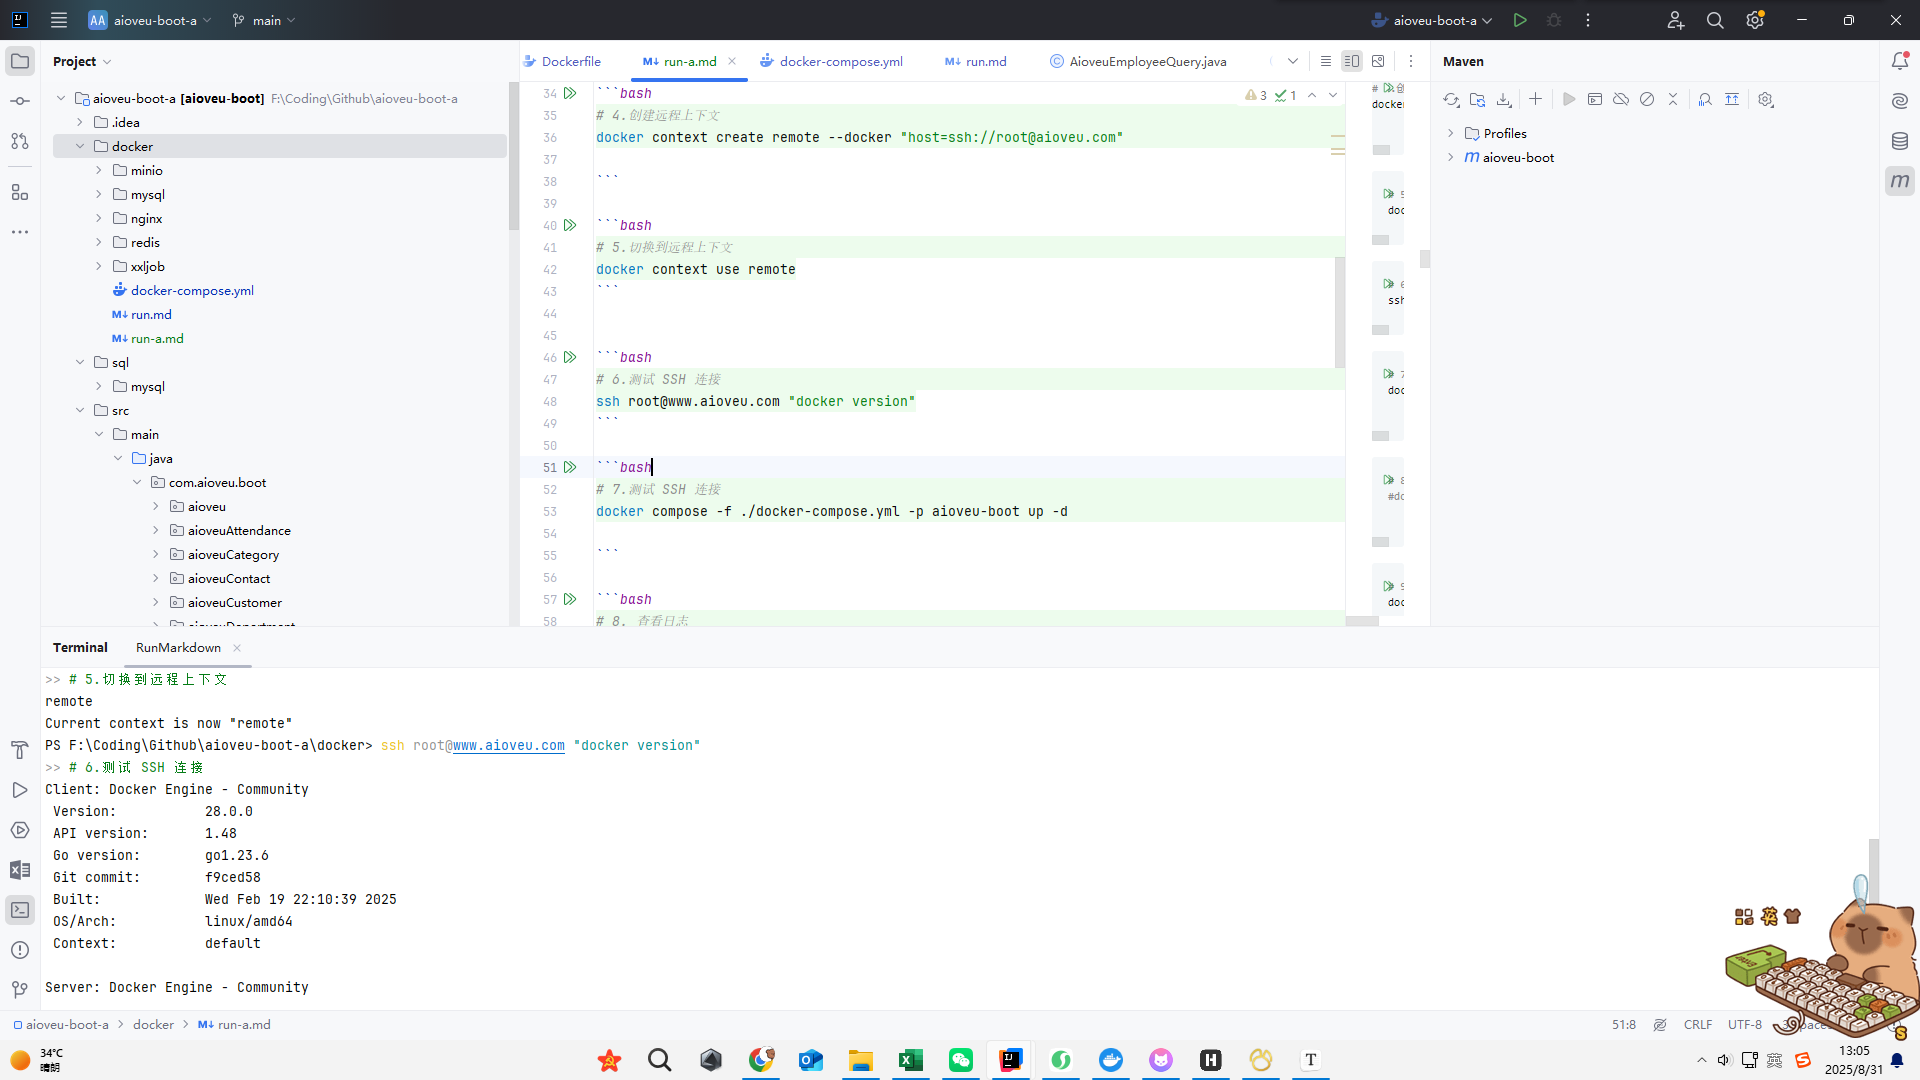 AA aioveu-boot-a main aioveu-boot-a
Project
aioveu-boot-a [aioveu-boot] F:\Coding\Github\aioveu-boot-a
.idea
docker
minio
mysql
nginx
redis
xxljob
docker-compose.yml
run.md
run-a.md
sql
mysql
src
main
java
com.aioveu.boot
aioveu
aioveuAttendance
aioveuCategory
aioveuContact
aioveuCustomer
Dockerfile run-a.md docker-compose.yml run.md AioveuEmployeeQuery.java
3 1
34 ```bash
35 # 4.创建远程上下文
36 docker context create remote --docker "host=ssh://root@aioveu.com"
37
38 ```
39
40 ```bash
41 # 5.切换到远程上下文
42 docker context use remote
43 ```
44
45
46 ```bash
47 # 6.测试 SSH 连接
48 ssh root@www.aioveu.com "docker version"
49 ```
50
51 ```bash
52 # 7.测试 SSH 连接
53 docker compose -f ./docker-compose.yml -p aioveu-boot up -d
54
55 ```
56
57 ```bash
58 # 8. 查看日志
Maven
Profiles
aioveu-boot
Terminal RunMarkdown
>> # 5.切换到远程上下文
remote
Current context is now "remote"
PS F:\Coding\Github\aioveu-boot-a\docker> ssh root@www.aioveu.com "docker version"
>> # 6.测试 SSH 连接
Client: Docker Engine - Community
Version: 28.0.0
API version: 1.48
Go version: go1.23.6
Git commit: f9ced58
Built: Wed Feb 19 22:10:39 2025
OS/Arch: linux/amd64
Context: default
Server: Docker Engine - Community
aioveu-boot-a > docker > run-a.md
51:8 CRLF UTF-8
34°C
晴朗
英
13:05
2025/8/31